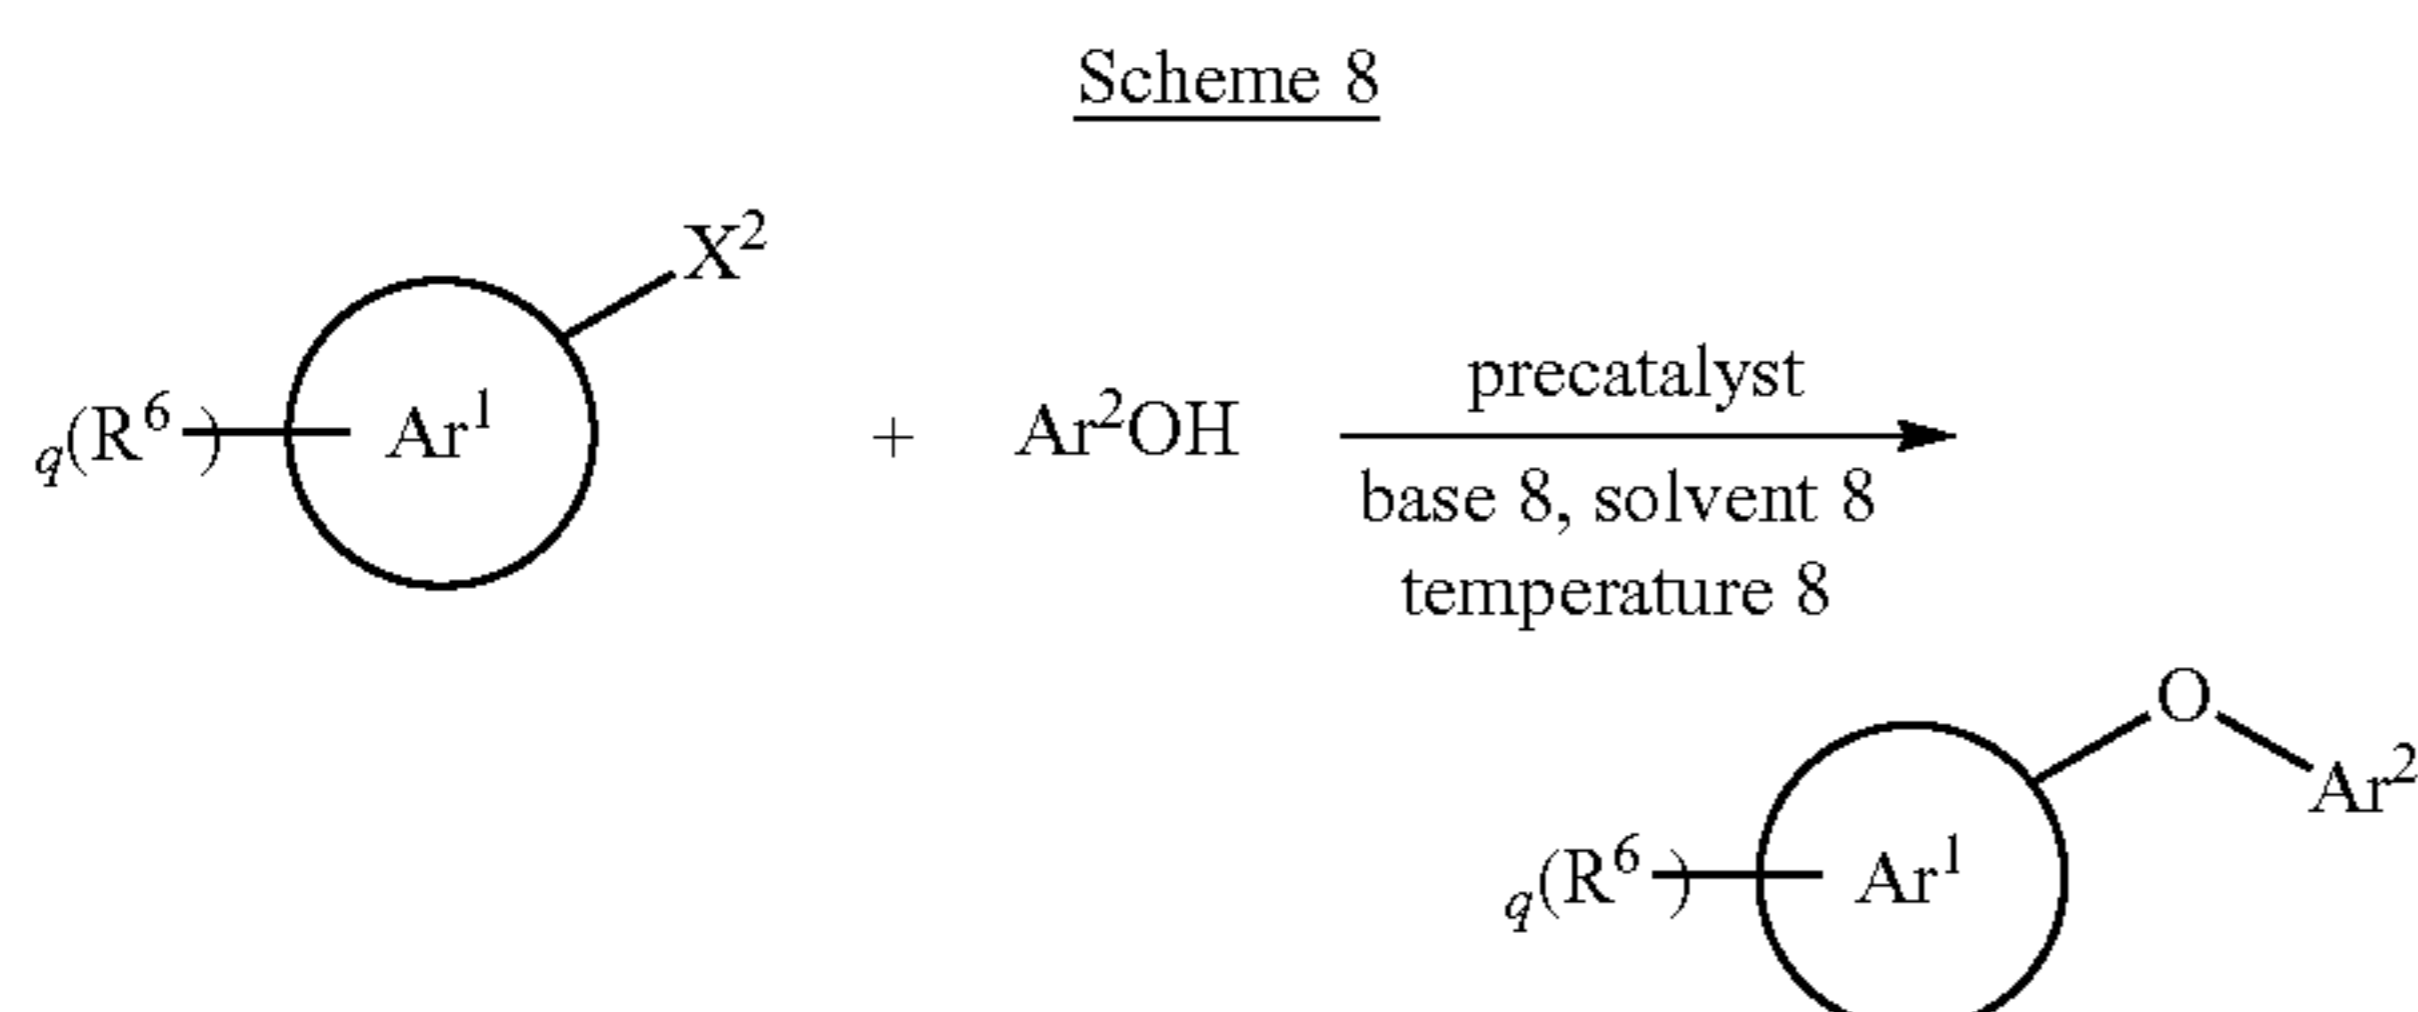 Scheme 8
X²
q(R⁶ ) Ar¹ + Ar²OH precatalyst
base 8, solvent 8
temperature 8
O
Ar²
q(R⁶ ) Ar¹